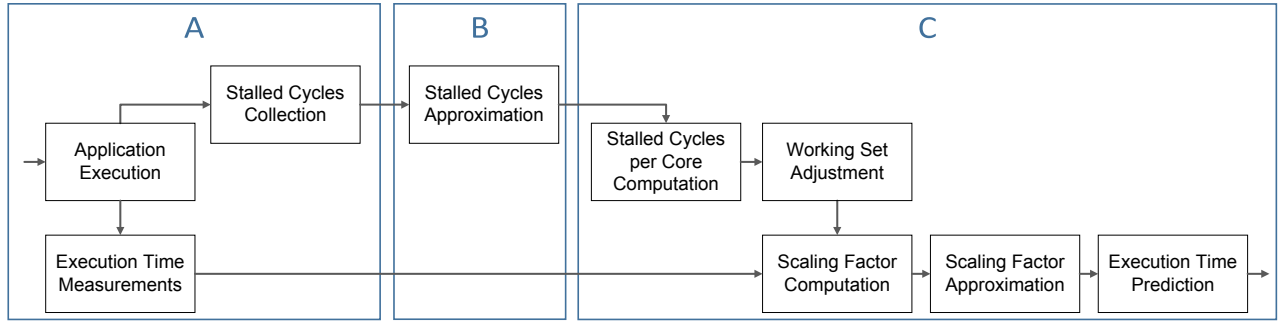 A
B
C
Stalled Cycles
Collection
Stalled Cycles
Approximation
Application
Execution
Stalled Cycles
per Core
Computation
Working Set
Adjustment
Execution Time
Measurements
Scaling Factor
Computation
Scaling Factor
Approximation
Execution Time
Prediction